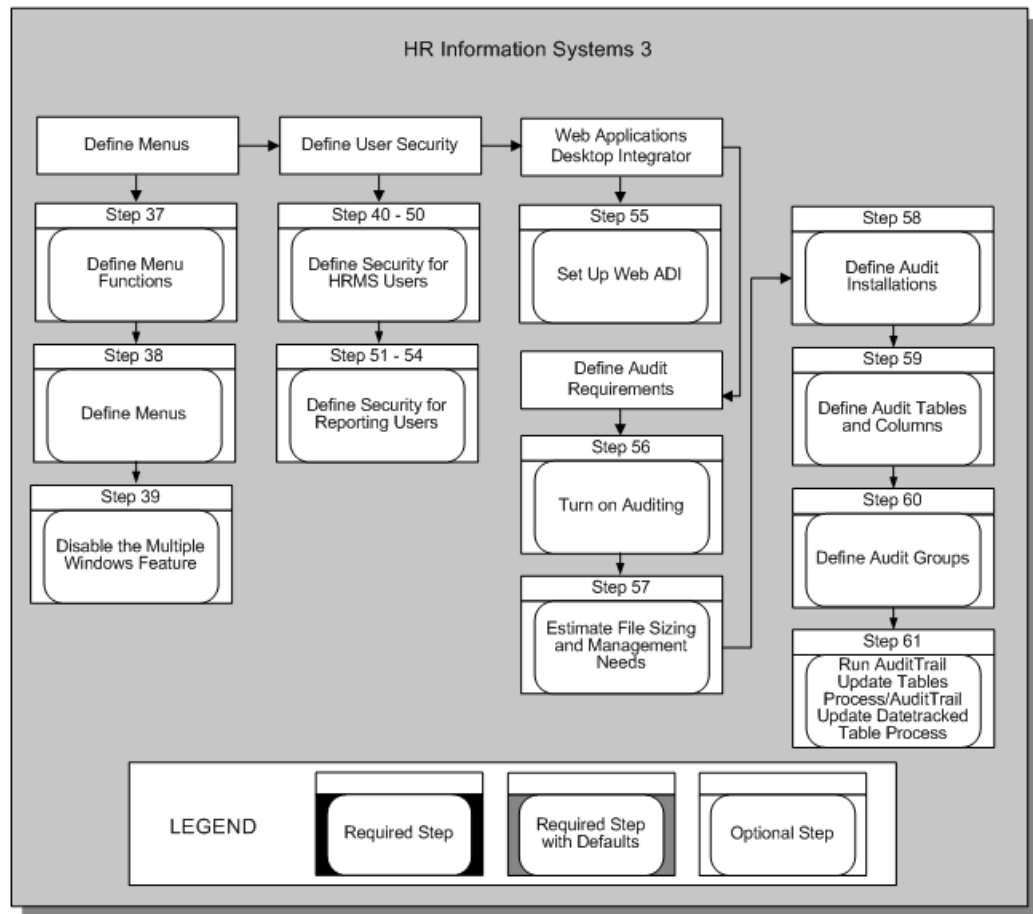 HR Information Systems 3
Define Menus
Define User Security
Web Applications
Desktop Integrator
Step 37
Define Menu
Functions
Step 38
Define Menus
Step 39
Disable the Multiple
Windows Feature
Step 40 - 50
Define Security for
HRMS Users
Step 51 - 54
Define Security for
Reporting Users
Step 55
Set Up Web ADI
Define Audit
Requirements
Step 56
Turn on Auditing
Step 57
Estimate File Sizing
and Management
Needs
Step 58
Define Audit
Installations
Step 59
Define Audit Tables
and Columns
Step 60
Define Audit Groups
Step 61
Run AuditTrail
Update Tables
Process/AuditTrail
Update Datetracked
Table Process
LEGEND
Required Step
Required Step
with Defaults
Optional Step